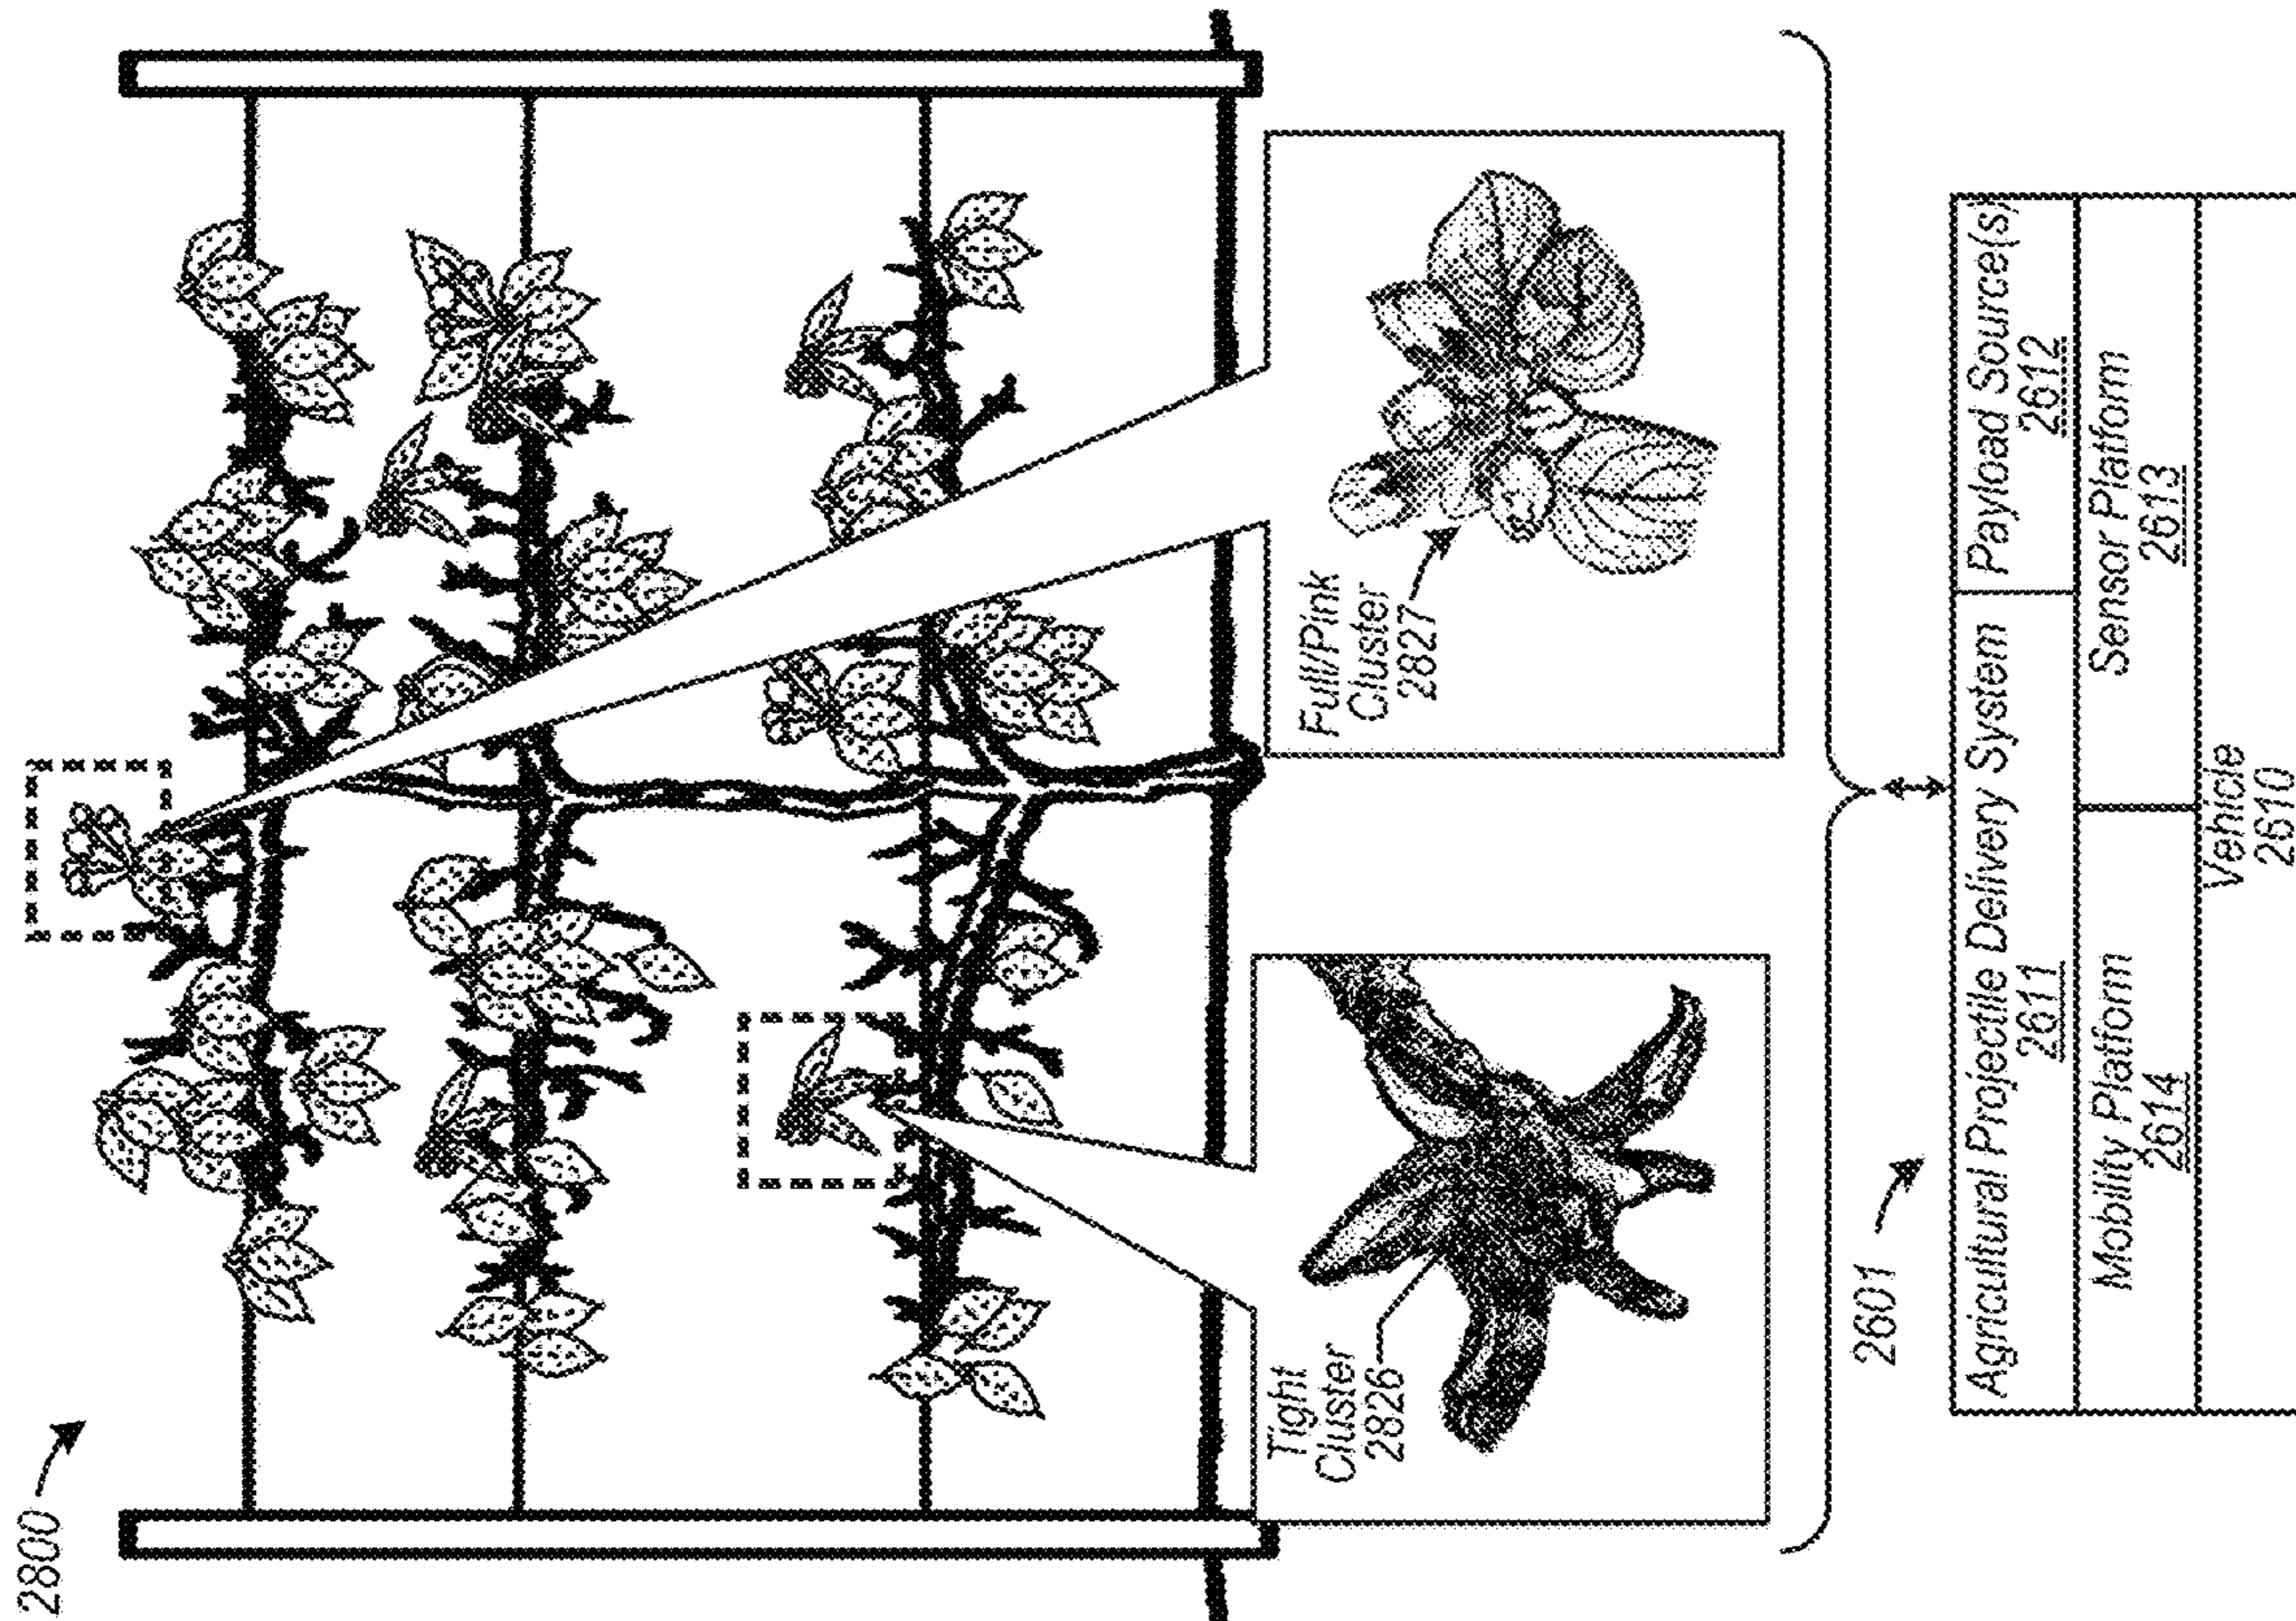 2800
Tight
Cluster
2826
Full/Pink
Cluster
2827
2601
Agricultural Projectile Delivery System
2611
Payload Source(s)
2612
Mobility Platform
2614
Sensor Platform
2613
Vehicle
2610